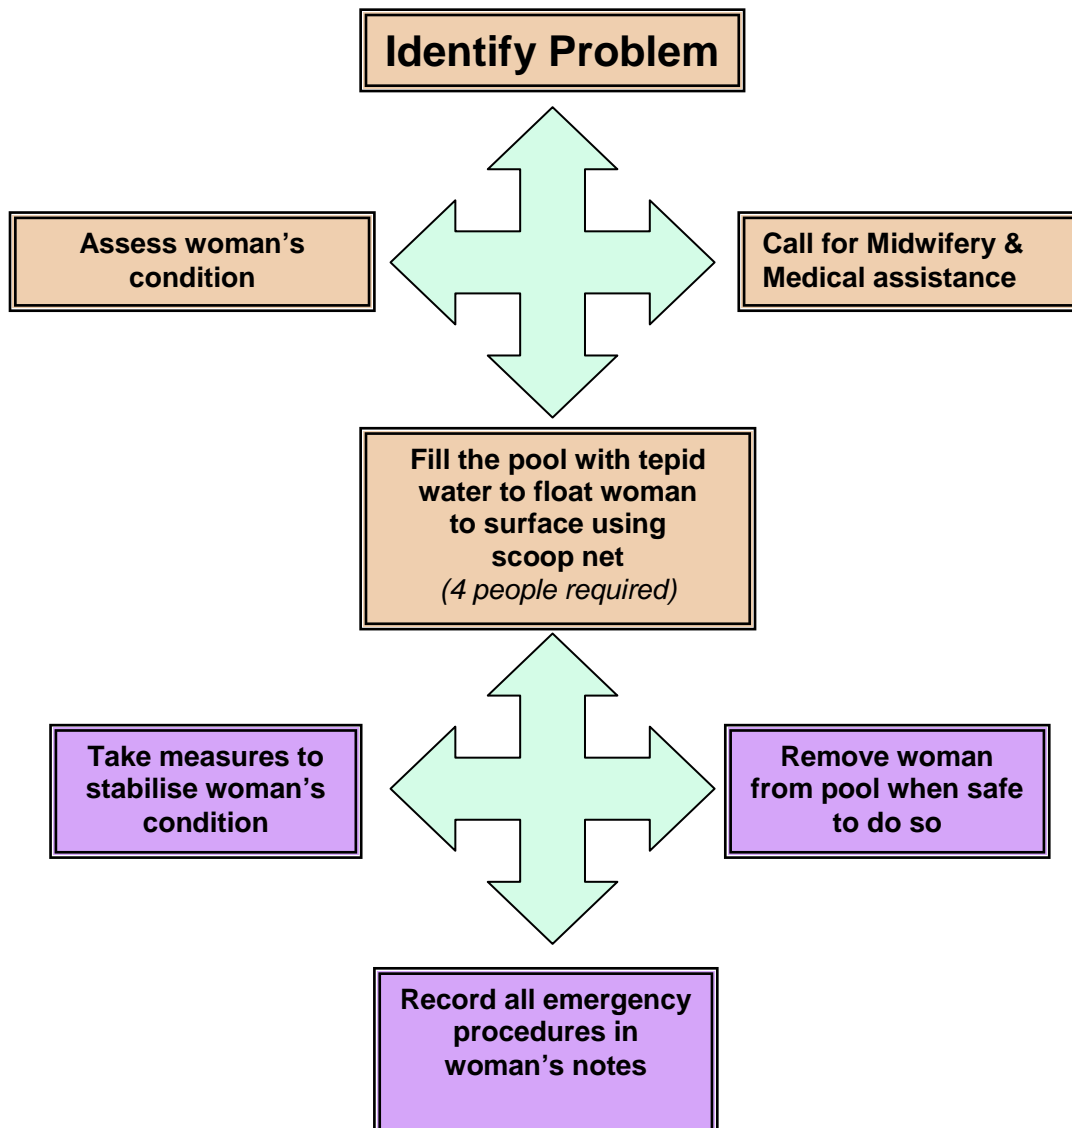 Identify Problem
Assess woman’s
condition
Call for Midwifery &
Medical assistance
Fill the pool with tepid
water to float woman
to surface using
scoop net
(4 people required)
Take measures to
stabilise woman’s
condition
Remove woman
from pool when safe
to do so
Record all emergency
procedures in
woman’s notes